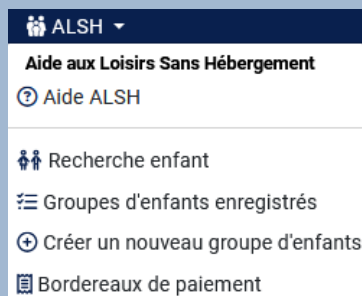 ALSH
Aide aux Loisirs Sans Hébergement
Aide ALSH
Recherche enfant
Groupes d'enfants enregistrés
Créer un nouveau groupe d'enfants
Bordereaux de paiement